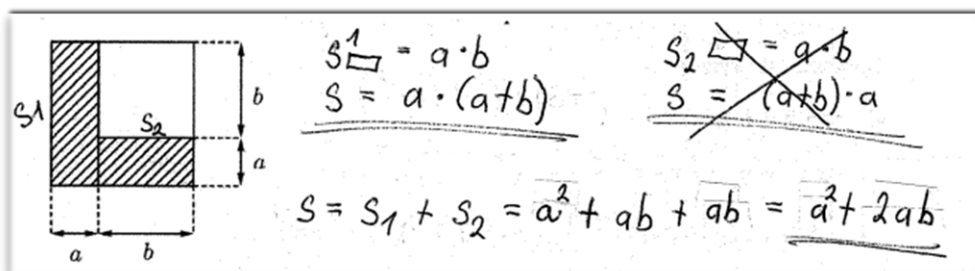 S1
S2
b
a
a b
S1▭ = a·b
S = a·(a+b)
S2 ▭ = a·b
S = (a+b)·a
S = S1 + S2 = a² + ab + ab = a² + 2ab